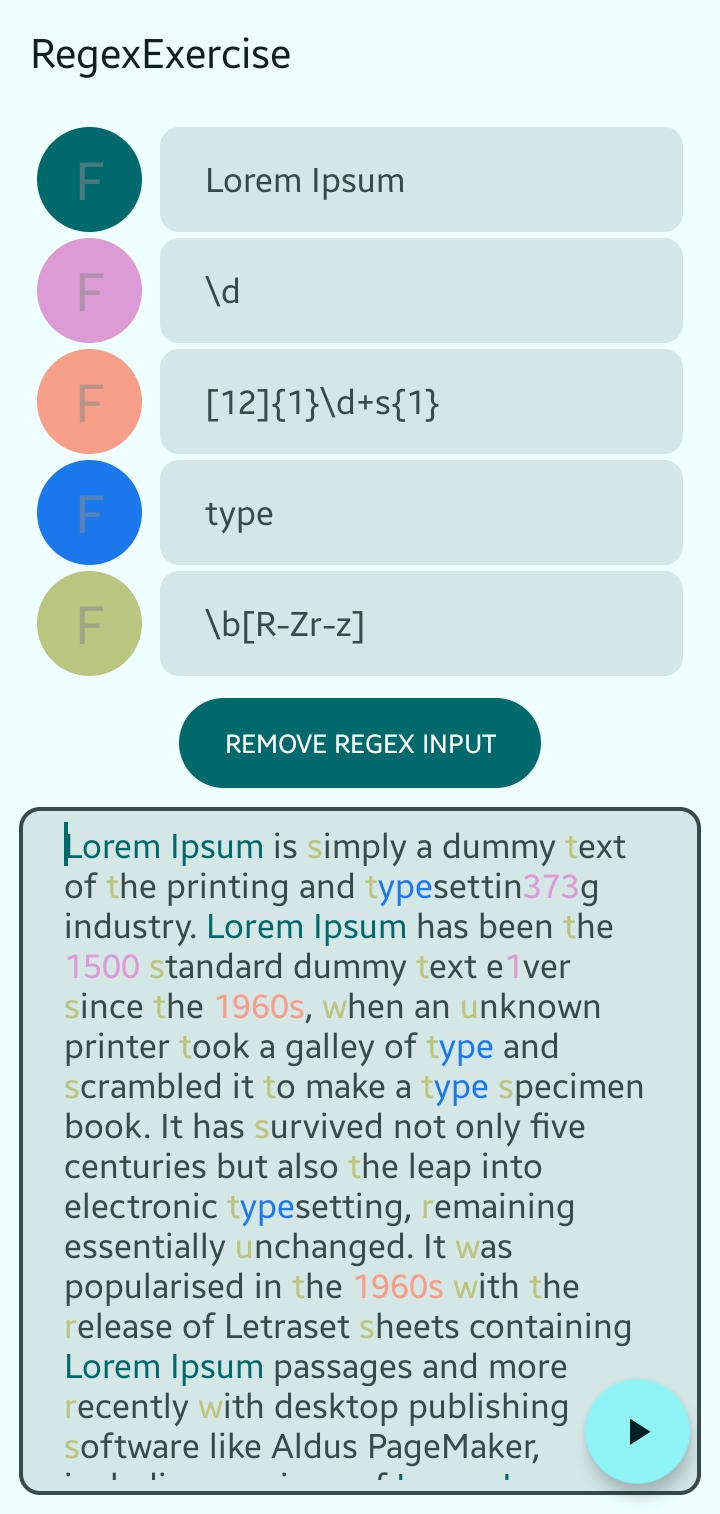 RegexExercise
F Lorem Ipsum
F \d
F [12]{1}\d+s{1}
F type
F \b[R-Zr-z]
REMOVE REGEX INPUT
Lorem Ipsum is simply a dummy text
of the printing and typesettin373g
industry. Lorem Ipsum has been the
1500 standard dummy text e1ver
since the 1960s, when an unknown
printer took a galley of type and
scrambled it to make a type specimen
book. It has survived not only five
centuries but also the leap into
electronic typesetting, remaining
essentially unchanged. It was
popularised in the 1960s with the
release of Letraset sheets containing
Lorem Ipsum passages and more
recently with desktop publishing
software like Aldus PageMaker,